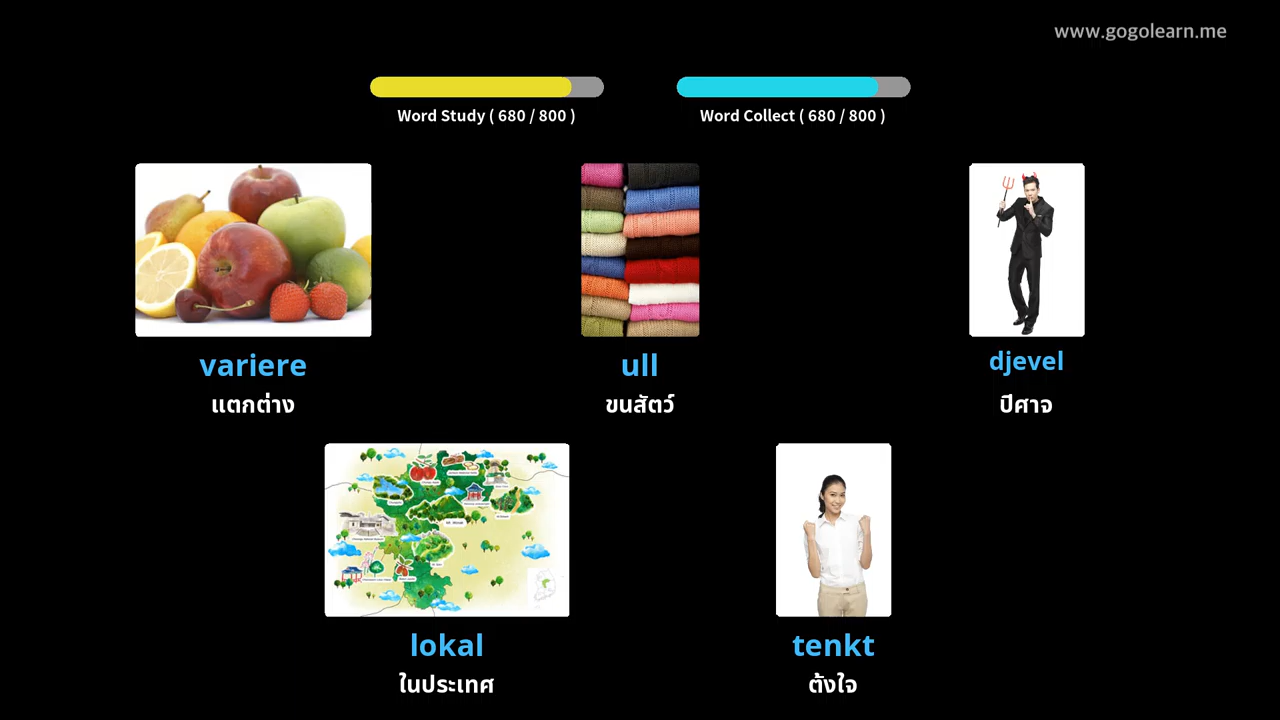 www.gogolearn.me
Word Study ( 680 / 800 )
Word Collect ( 680 / 800 )
variere
แตกต่าง
ull
ขนสัตว์
djevel
ปีศาจ
lokal
ในประเทศ
tenkt
ตั้งใจ